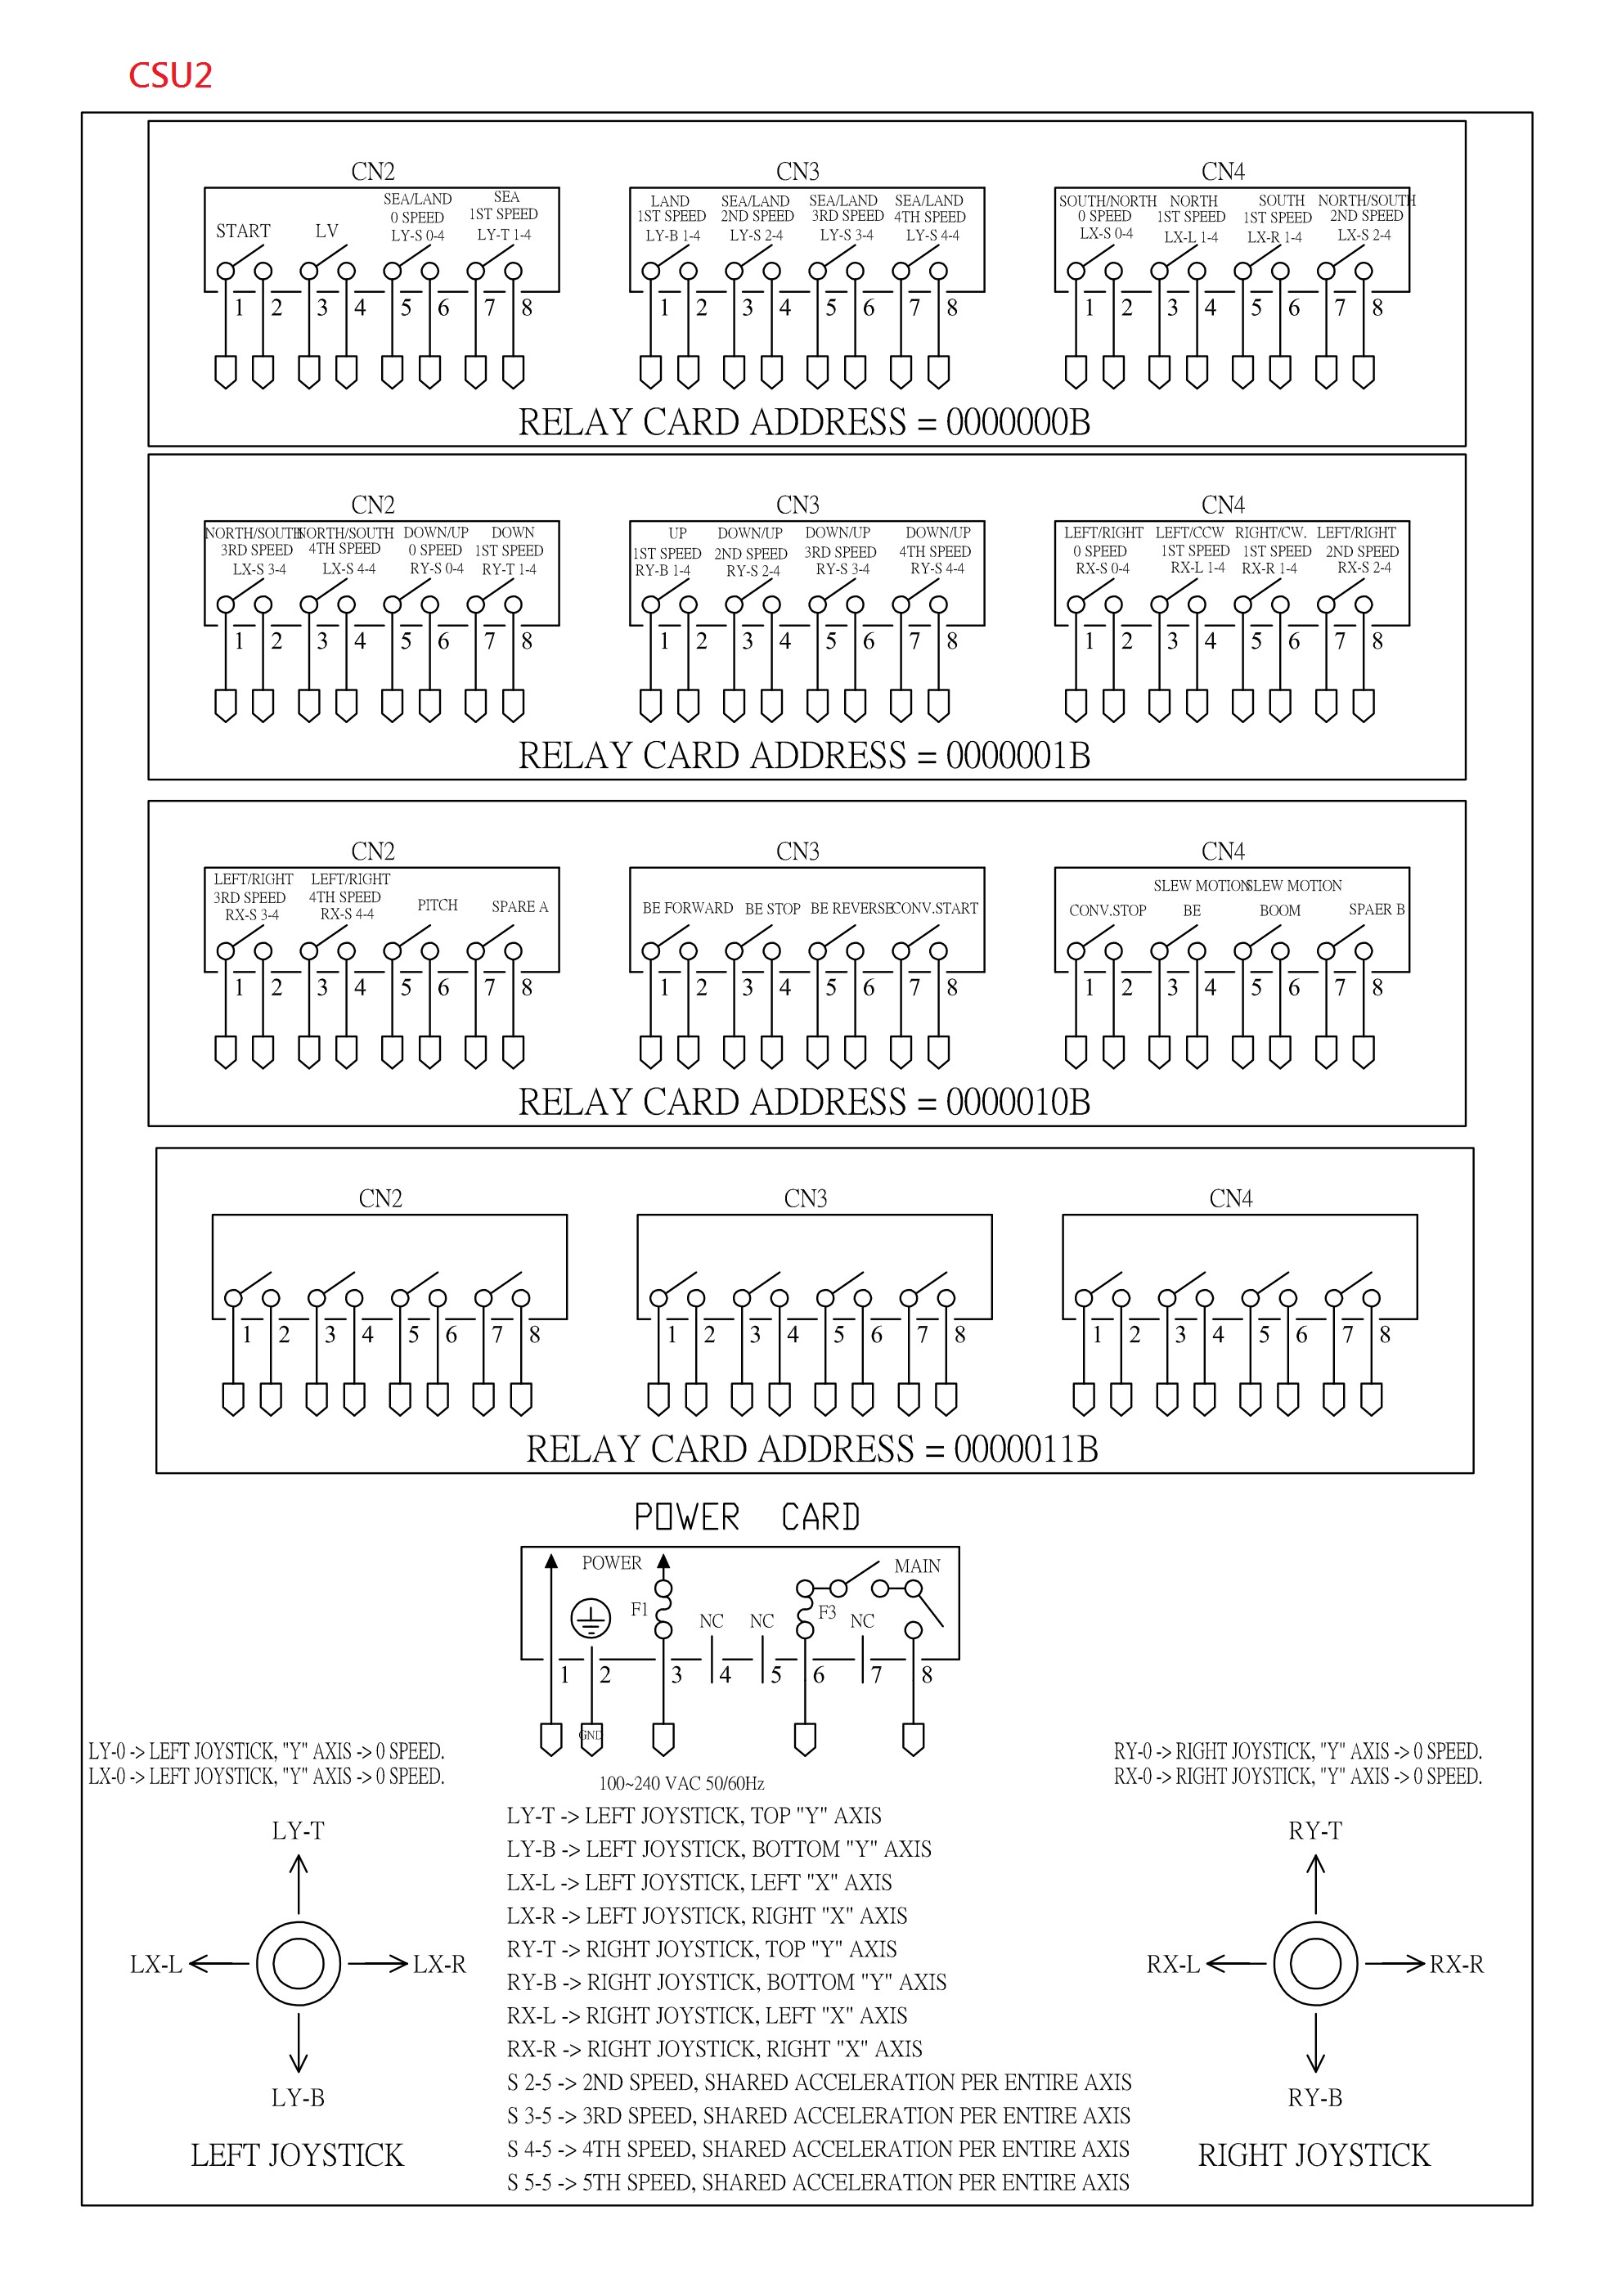 CSU2
CN2
CN3
CN4
START
LV
SEA/LAND
0 SPEED
LY-S 0-4
SEA
1ST SPEED
LY-T 1-4
LAND
1ST SPEED
LY-B 1-4
SEA/LAND
2ND SPEED
LY-S 2-4
SEA/LAND
3RD SPEED
LY-S 3-4
SEA/LAND
4TH SPEED
LY-S 4-4
SOUTH/NORTH
0 SPEED
LX-S 0-4
NORTH
1ST SPEED
LX-L 1-4
SOUTH
1ST SPEED
LX-R 1-4
NORTH/SOUTH
2ND SPEED
LX-S 2-4
1 2 3 4 5 6 7 8
1 2 3 4 5 6 7 8
1 2 3 4 5 6 7 8
RELAY CARD ADDRESS = 0000000B
CN2
CN3
CN4
NORTH/SOUTH
3RD SPEED
LX-S 3-4
NORTH/SOUTH
4TH SPEED
LX-S 4-4
DOWN/UP
0 SPEED
RY-S 0-4
DOWN
1ST SPEED
RY-T 1-4
UP
1ST SPEED
RY-B 1-4
DOWN/UP
2ND SPEED
RY-S 2-4
DOWN/UP
3RD SPEED
RY-S 3-4
DOWN/UP
4TH SPEED
RY-S 4-4
LEFT/RIGHT
0 SPEED
RX-S 0-4
LEFT/CCW
1ST SPEED
RX-L 1-4
RIGHT/CW.
1ST SPEED
RX-R 1-4
LEFT/RIGHT
2ND SPEED
RX-S 2-4
1 2 3 4 5 6 7 8
1 2 3 4 5 6 7 8
1 2 3 4 5 6 7 8
RELAY CARD ADDRESS = 0000001B
CN2
CN3
CN4
LEFT/RIGHT
3RD SPEED
RX-S 3-4
LEFT/RIGHT
4TH SPEED
RX-S 4-4
PITCH
SPARE A
BE FORWARD
BE STOP
BE REVERSE
CONV.START
CONV.STOP
SLEW MOTION
BE
SLEW MOTION
BOOM
SPAER B
1 2 3 4 5 6 7 8
1 2 3 4 5 6 7 8
1 2 3 4 5 6 7 8
RELAY CARD ADDRESS = 0000010B
CN2
CN3
CN4
1 2 3 4 5 6 7 8
1 2 3 4 5 6 7 8
1 2 3 4 5 6 7 8
RELAY CARD ADDRESS = 0000011B
POWER CARD
POWER
MAIN
F1
NC
NC
F3
NC
1 2 3 4 5 6 7 8
GND
100~240 VAC 50/60Hz
LY-0 -> LEFT JOYSTICK, "Y" AXIS -> 0 SPEED.
LX-0 -> LEFT JOYSTICK, "Y" AXIS -> 0 SPEED.
RY-0 -> RIGHT JOYSTICK, "Y" AXIS -> 0 SPEED.
RX-0 -> RIGHT JOYSTICK, "Y" AXIS -> 0 SPEED.
LY-T
LX-L
LX-R
LY-B
LEFT JOYSTICK
LY-T -> LEFT JOYSTICK, TOP "Y" AXIS
LY-B -> LEFT JOYSTICK, BOTTOM "Y" AXIS
LX-L -> LEFT JOYSTICK, LEFT "X" AXIS
LX-R -> LEFT JOYSTICK, RIGHT "X" AXIS
RY-T -> RIGHT JOYSTICK, TOP "Y" AXIS
RY-B -> RIGHT JOYSTICK, BOTTOM "Y" AXIS
RX-L -> RIGHT JOYSTICK, LEFT "X" AXIS
RX-R -> RIGHT JOYSTICK, RIGHT "X" AXIS
S 2-5 -> 2ND SPEED, SHARED ACCELERATION PER ENTIRE AXIS
S 3-5 -> 3RD SPEED, SHARED ACCELERATION PER ENTIRE AXIS
S 4-5 -> 4TH SPEED, SHARED ACCELERATION PER ENTIRE AXIS
S 5-5 -> 5TH SPEED, SHARED ACCELERATION PER ENTIRE AXIS
RY-T
RX-L
RX-R
RY-B
RIGHT JOYSTICK